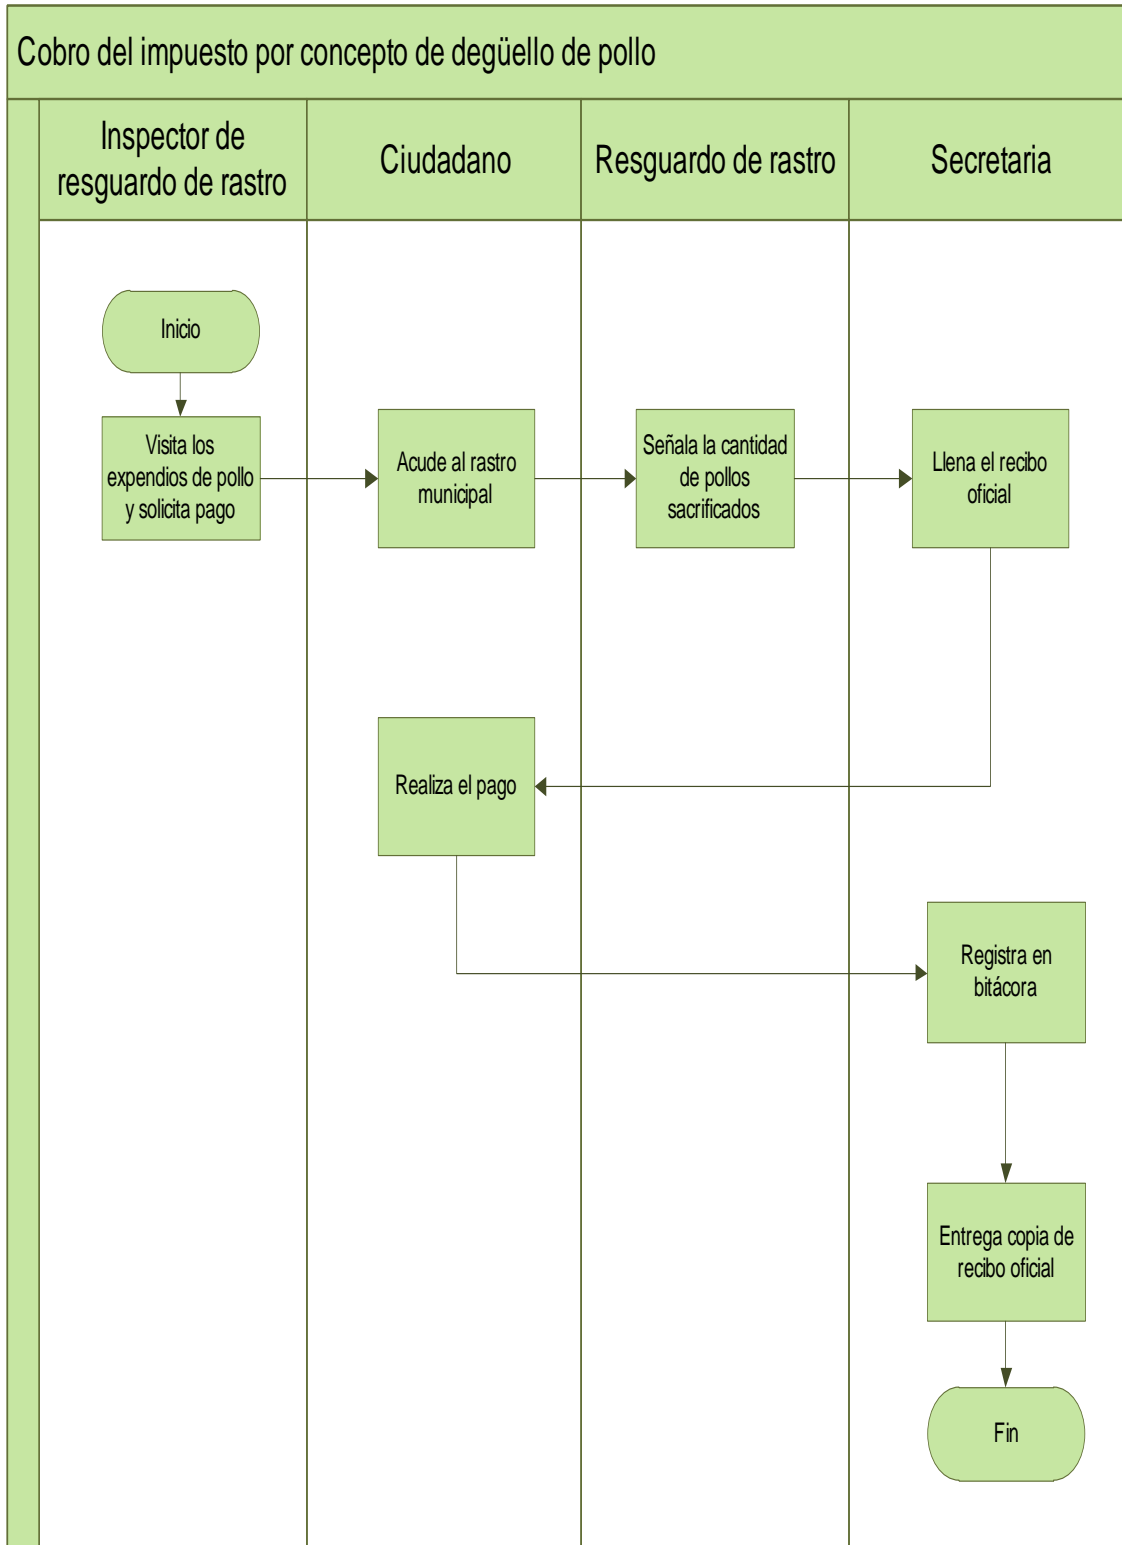 Cobro del impuesto por concepto de degüello de pollo
Inspector de
resguardo de rastro
Ciudadano
Resguardo de rastro
Secretaria
Inicio
Visita los
expendios de pollo
y solicita pago
Acude al rastro
municipal
Señala la cantidad
de pollos
sacrificados
Llena el recibo
oficial
Realiza el pago
Registra en
bitácora
Entrega copia de
recibo oficial
Fin